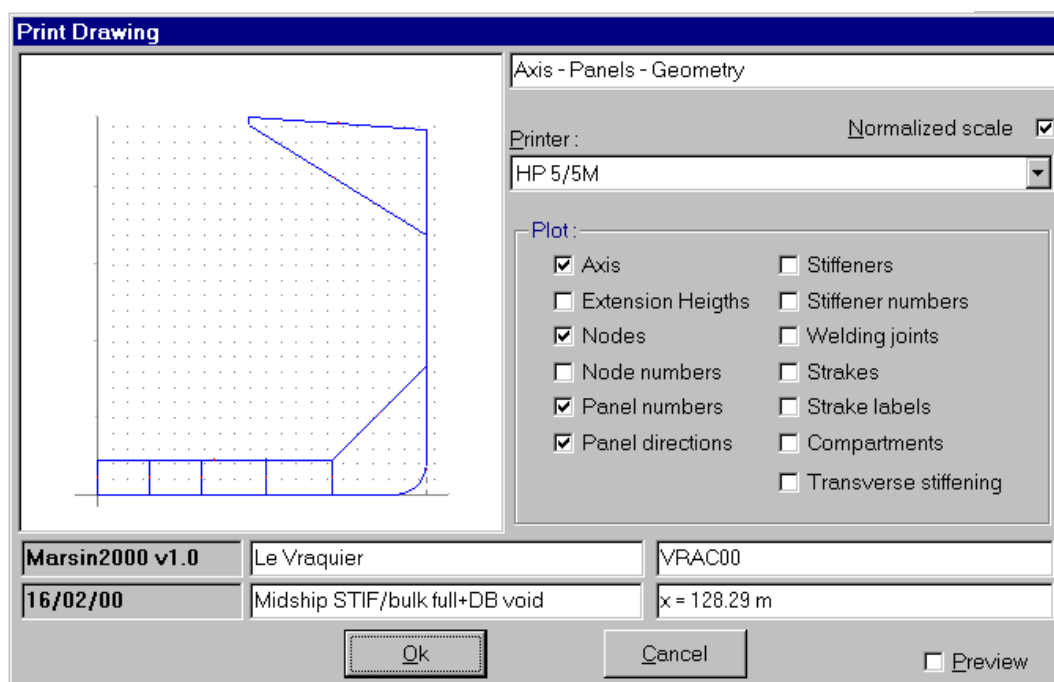 Print Drawing
Axis - Panels - Geometry
Normalized scale
Printer :
HP 5/5M
Plot :
Axis
Extension Heigths
Nodes
Node numbers
Panel numbers
Panel directions
Stiffeners
Stiffener numbers
Welding joints
Strakes
Strake labels
Compartments
Transverse stiffening
Marsin2000 v1.0
Le Vraquier
VRAC00
16/02/00
Midship STIF/bulk full+DB void
x = 128.29 m
Ok
Cancel
Preview